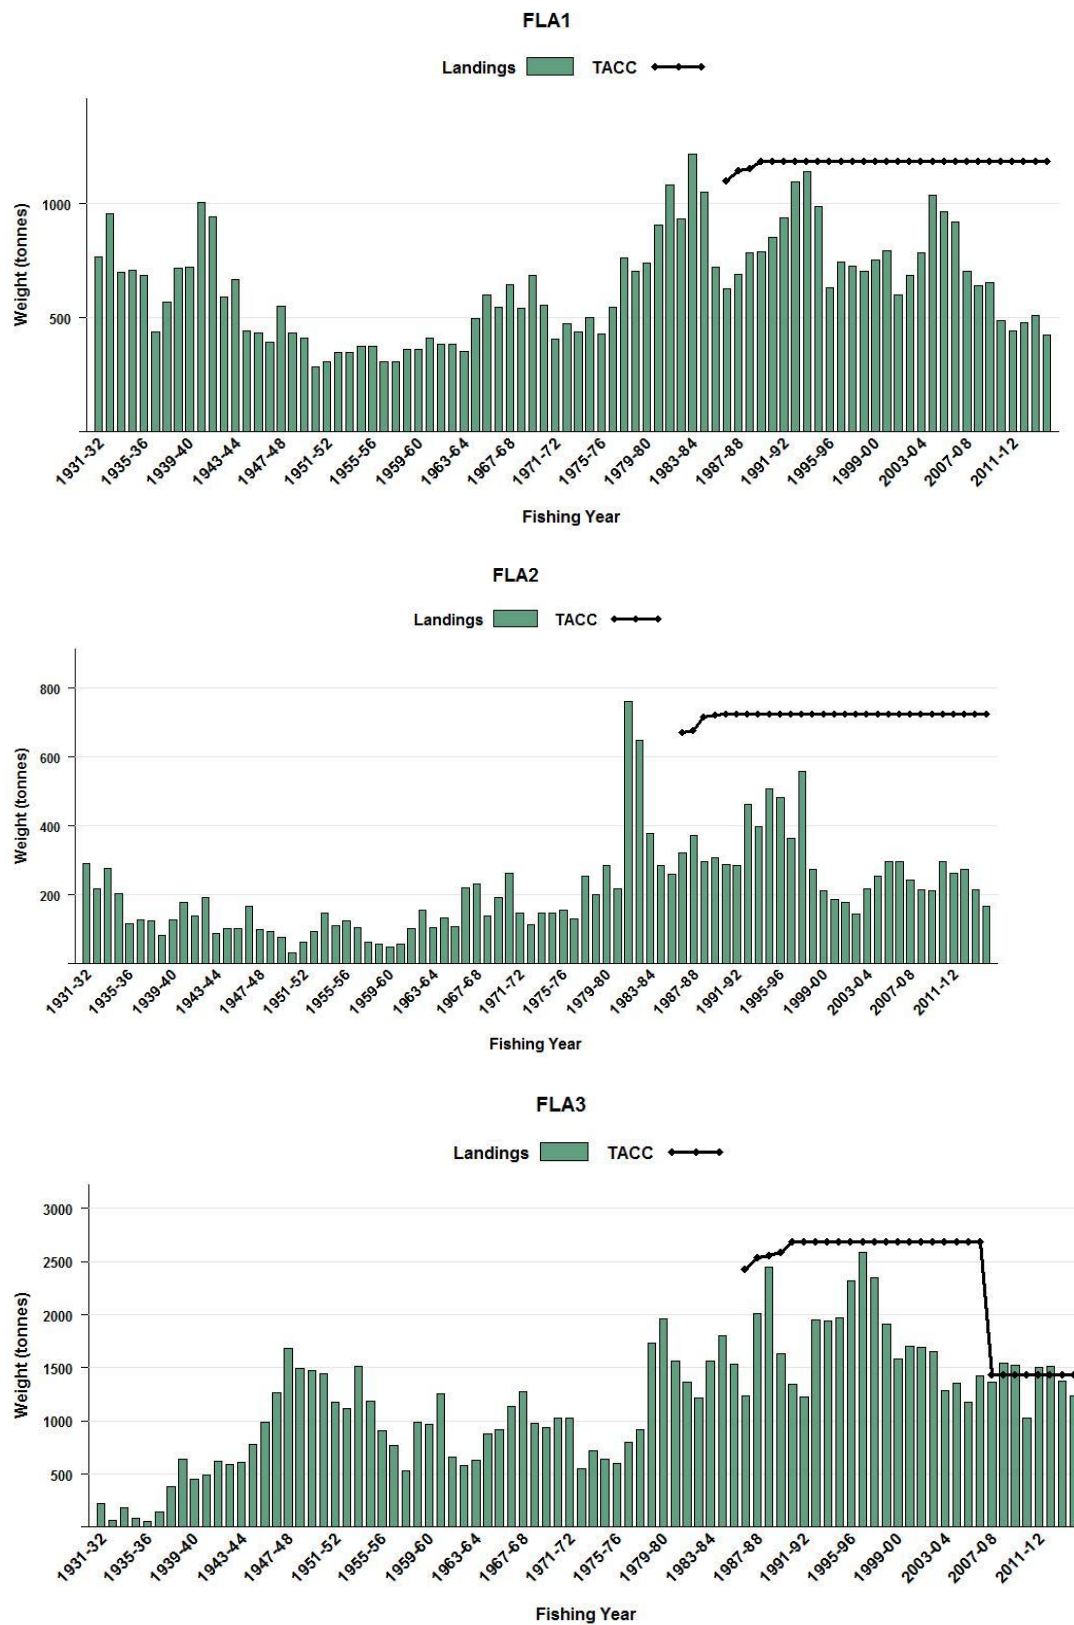 FLA1
Landings TACC
Weight (tonnes)
1000
500
1931-32 1935-36 1939-40 1943-44 1947-48 1951-52 1955-56 1959-60 1963-64 1967-68 1971-72 1975-76 1979-80 1983-84 1987-88 1991-92 1995-96 1999-00 2003-04 2007-08 2011-12
Fishing Year
FLA2
Landings TACC
Weight (tonnes)
800
600
400
200
1931-32 1935-36 1939-40 1943-44 1947-48 1951-52 1955-56 1959-60 1963-64 1967-68 1971-72 1975-76 1979-80 1983-84 1987-88 1991-92 1995-96 1999-00 2003-04 2007-08 2011-12
Fishing Year
FLA3
Landings TACC
Weight (tonnes)
3000
2500
2000
1500
1000
500
1931-32 1935-36 1939-40 1943-44 1947-48 1951-52 1955-56 1959-60 1963-64 1967-68 1971-72 1975-76 1979-80 1983-84 1987-88 1991-92 1995-96 1999-00 2003-04 2007-08 2011-12
Fishing Year